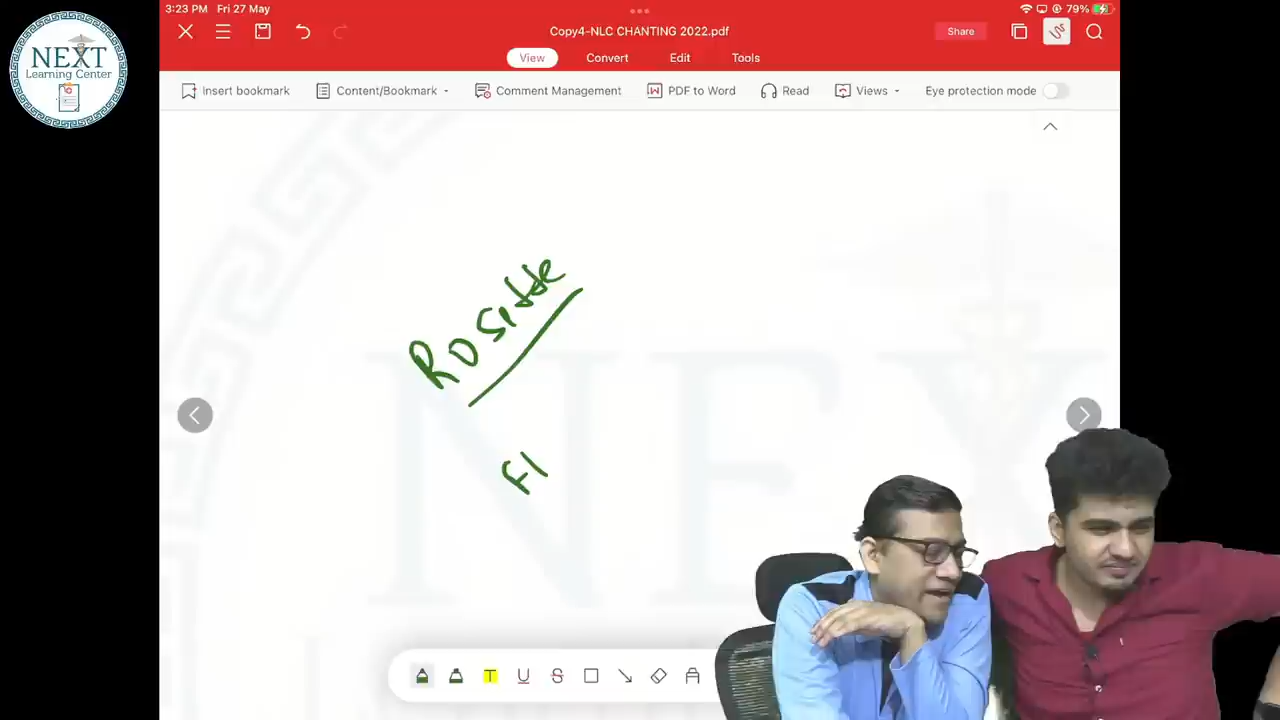 3:23 PM Fri 27 May
79%
NEXT
Learning Center
Copy4-NLC CHANTING 2022.pdf
Share
View
Convert
Edit
Tools
Insert bookmark
Content/Bookmark
Comment Management
PDF to Word
Read
Views
Eye protection mode
Rosette
Fl
NEX
T
U
S